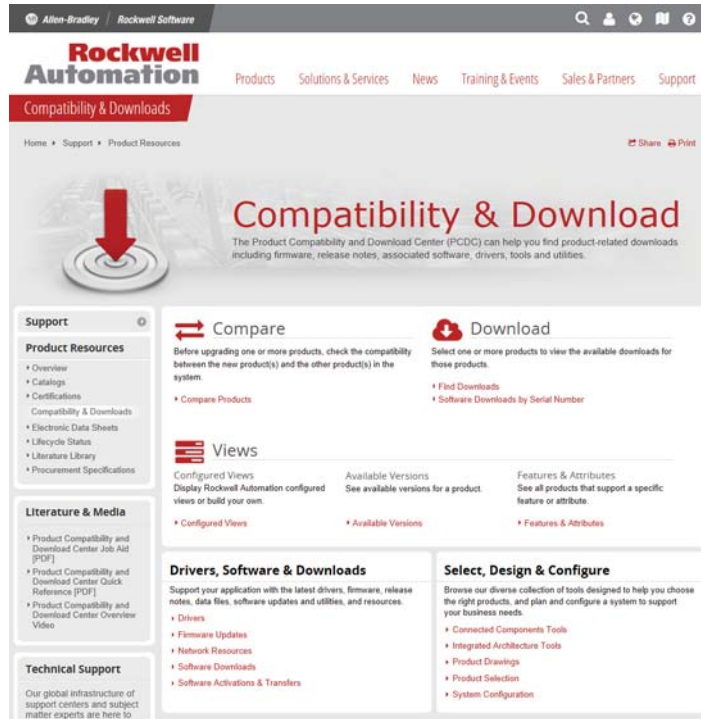 Allen-Bradley Rockwell Software
Rockwell
Automation
Products Solutions & Services News Training & Events Sales & Partners Support
Compatibility & Downloads
Home Support Product Resources
Share Print
Compatibility & Download
The Product Compatibility and Download Center (PCDC) can help you find product-related downloads
including firmware, release notes, associated software, drivers, tools and utilities.
Support
Product Resources
Overview
Catalogs
Certifications
Compatibility & Downloads
Electronic Data Sheets
Lifecycle Status
Literature Library
Procurement Specifications
Literature & Media
Product Compatibility and
Download Center Job Aid
[PDF]
Product Compatibility and
Download Center Quick
Reference [PDF]
Product Compatibility and
Download Center Overview
Video
Technical Support
Our global infrastructure of
support centers and subject
matter experts are here to
Compare
Before upgrading one or more products, check the compatibility
between the new product(s) and the other product(s) in the
system.
Compare Products
Download
Select one or more products to view the available downloads for
those products.
Find Downloads
Software Downloads by Serial Number
Views
Configured Views
Display Rockwell Automation configured
views or build your own.
Configured Views
Available Versions
See available versions for a product.
Available Versions
Features & Attributes
See all products that support a specific
feature or attribute.
Features & Attributes
Drivers, Software & Downloads
Support your application with the latest drivers, firmware, release
notes, data files, software updates and utilities, and resources.
Drivers
Firmware Updates
Network Resources
Software Downloads
Software Activations & Transfers
Select, Design & Configure
Browse our diverse collection of tools designed to help you choose
the right products, and plan and configure a system to support
your business needs.
Connected Components Tools
Integrated Architecture Tools
Product Drawings
Product Selection
System Configuration